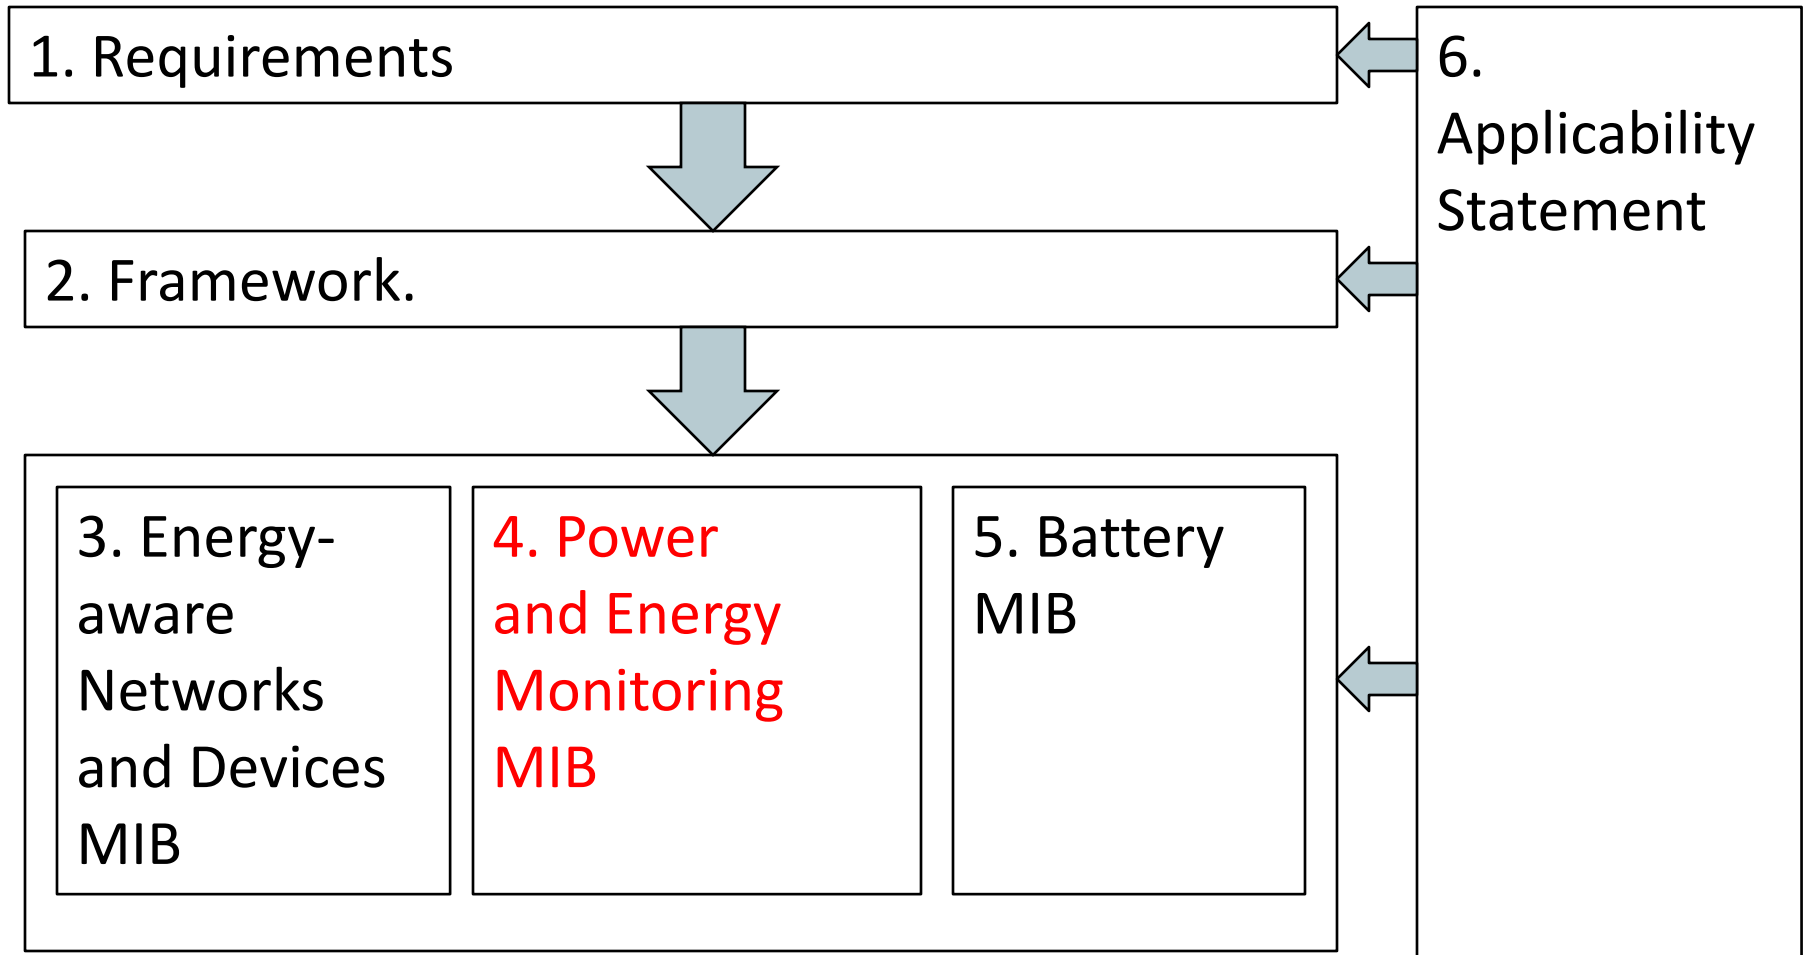 1. Requirements
6.
Applicability
Statement
2. Framework.
3. Energy-
aware
Networks
and Devices
MIB
4. Power
and Energy
Monitoring
MIB
5. Battery
MIB